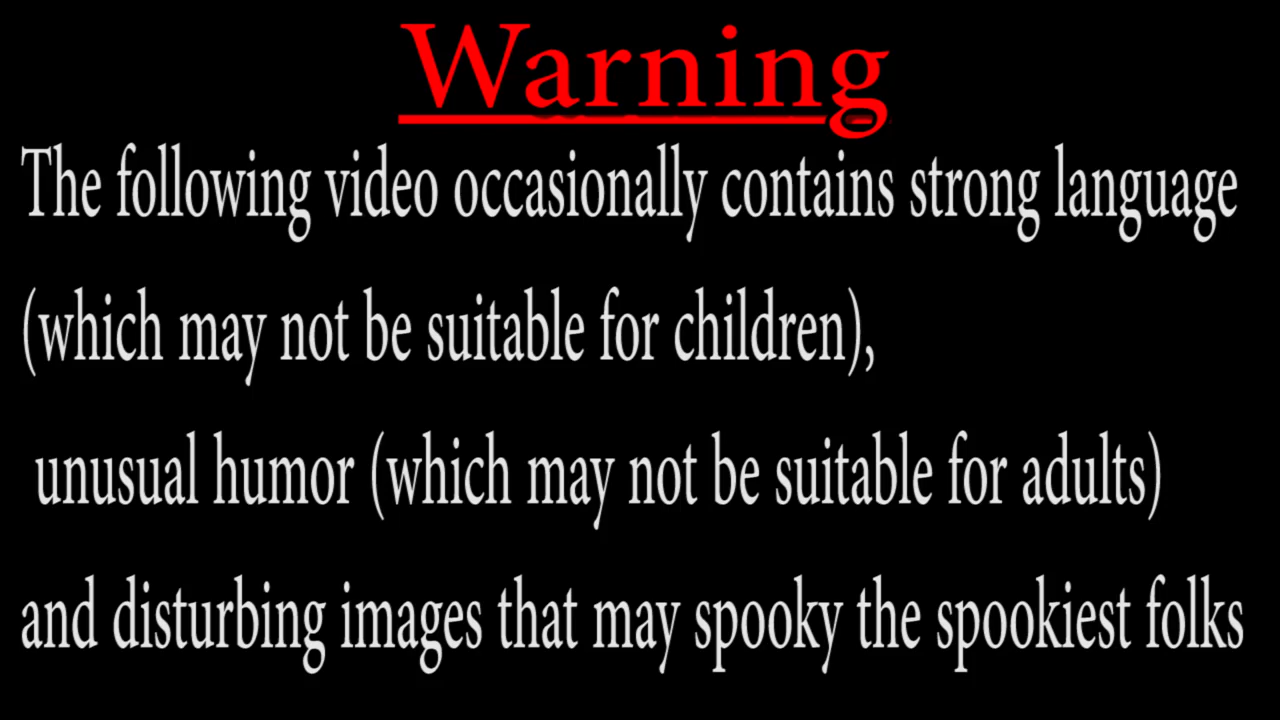 Warning
The following video occasionally contains strong language
(which may not be suitable for children),
unusual humor (which may not be suitable for adults)
and disturbing images that may spooky the spookiest folks